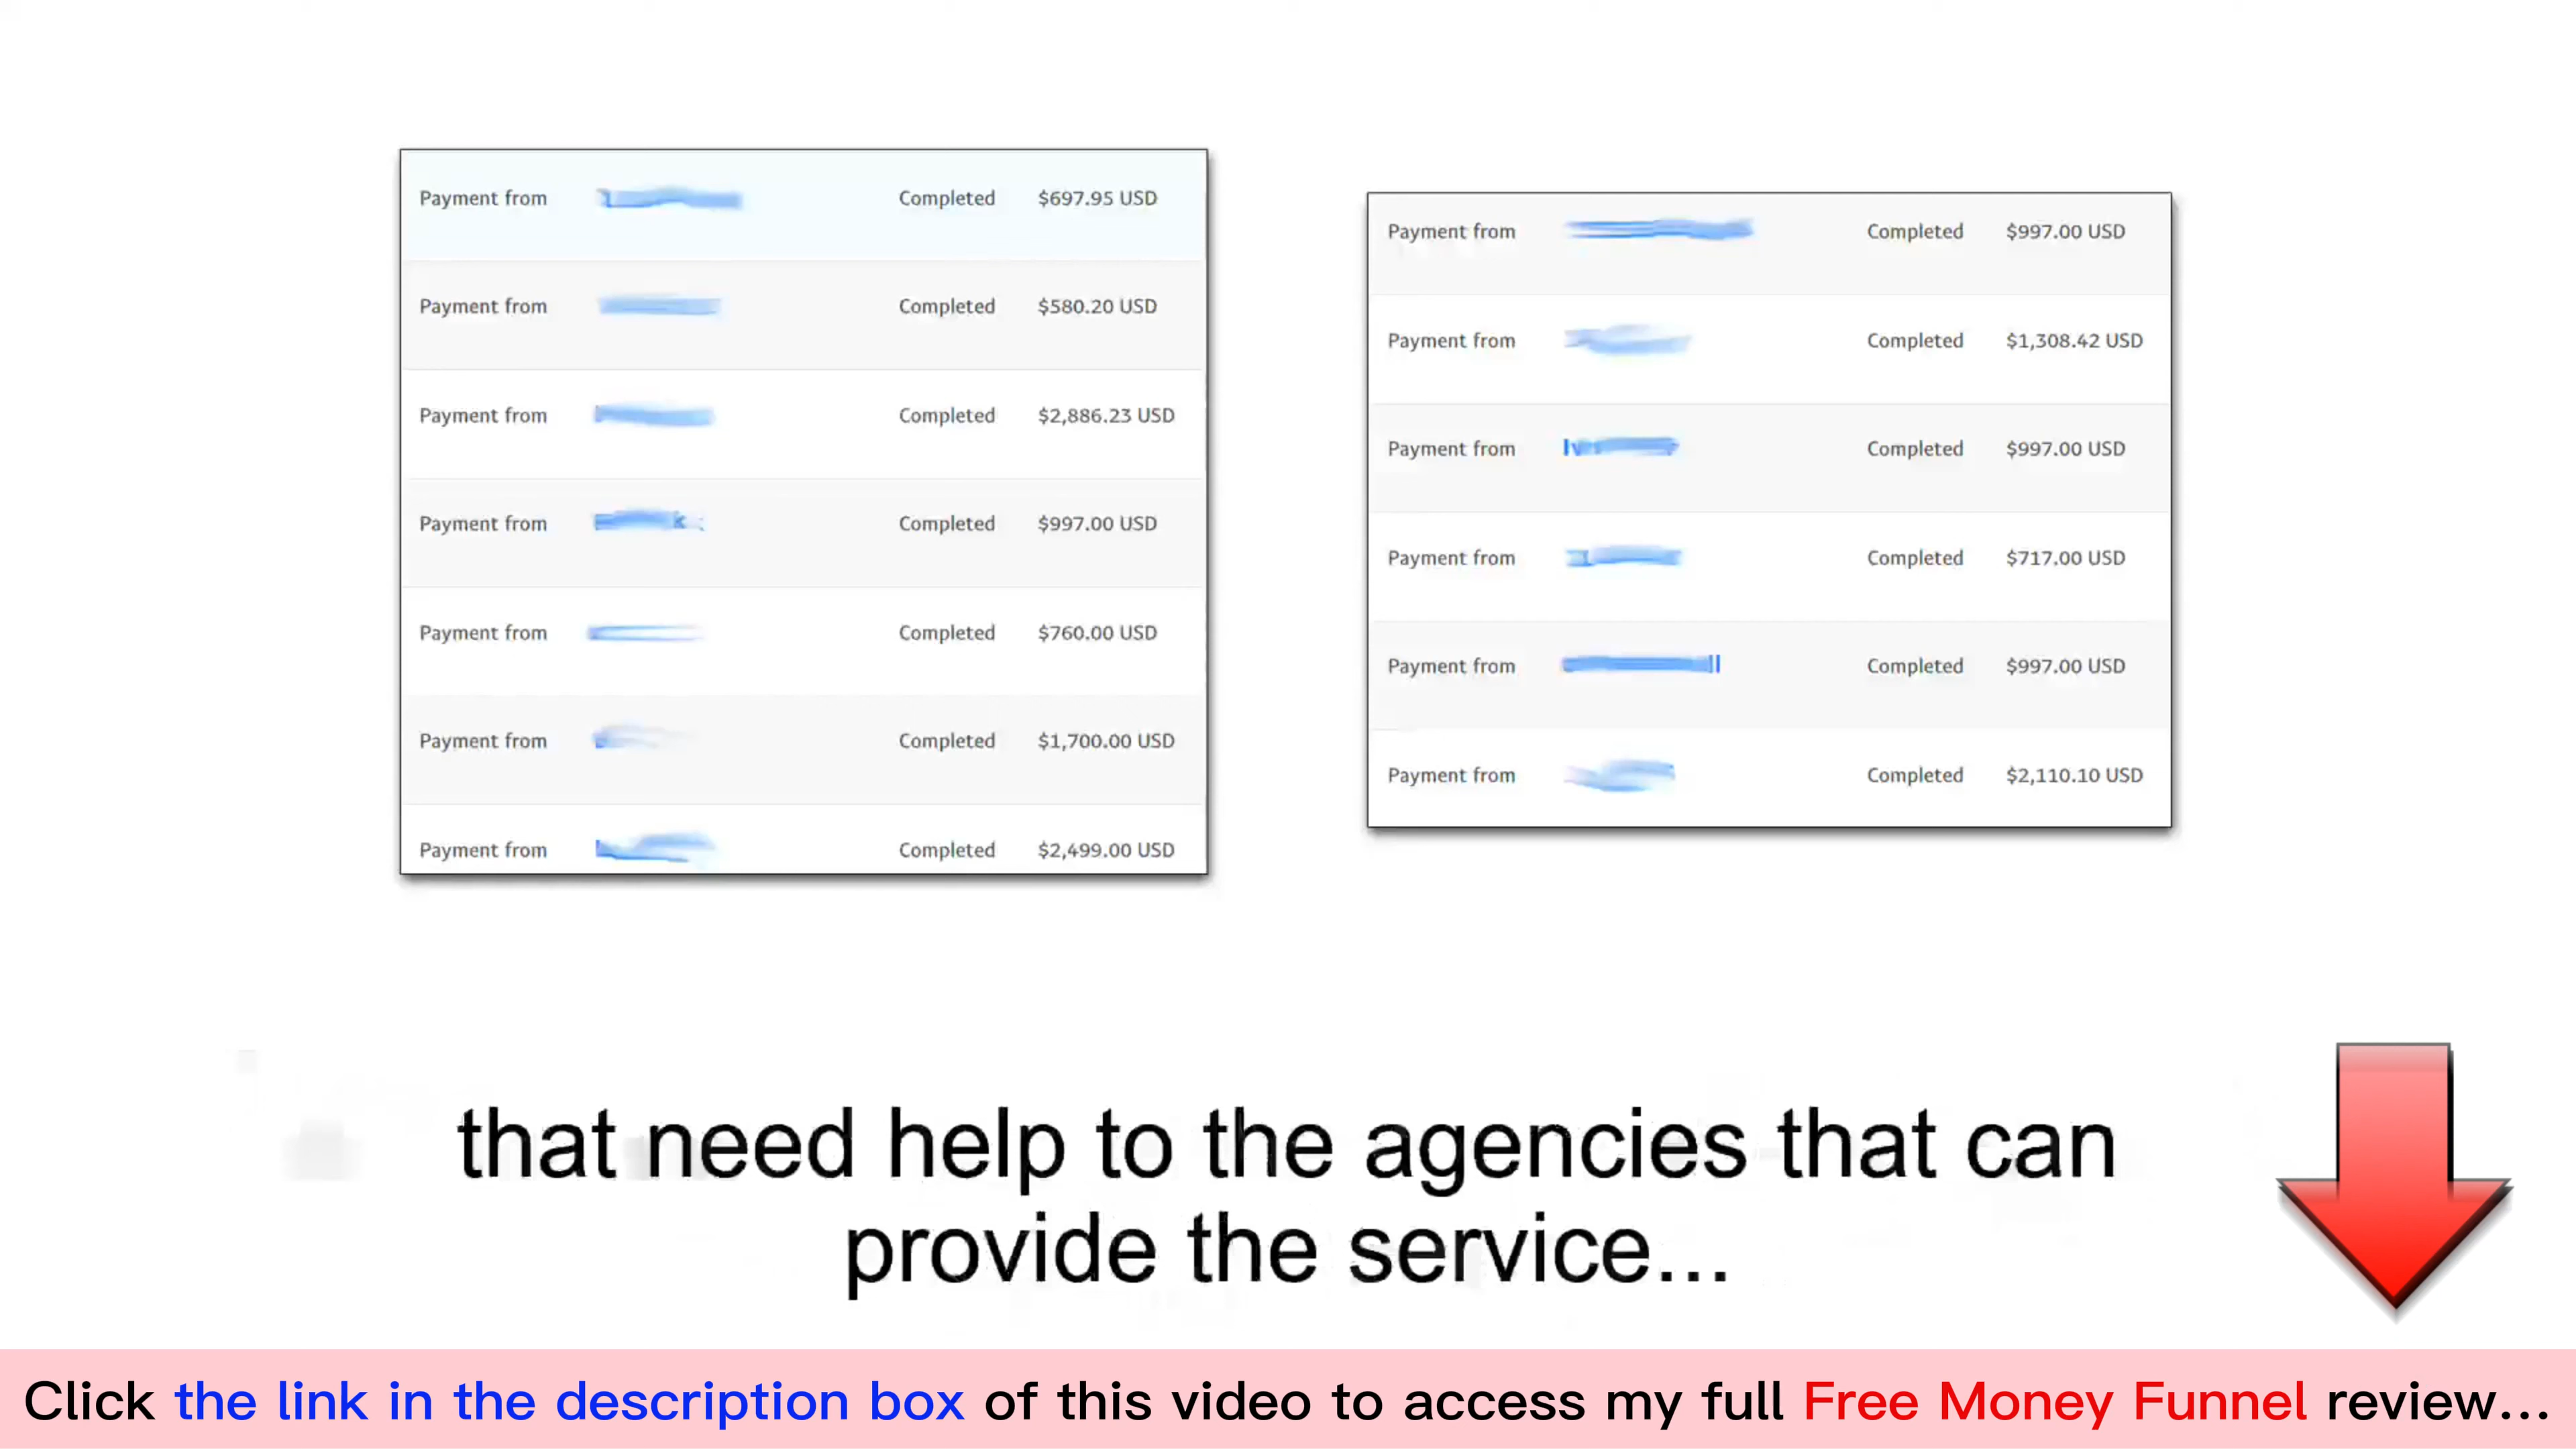 Payment from Completed $697.95 USD
Payment from Completed $580.20 USD
Payment from Completed $2,886.23 USD
Payment from Completed $997.00 USD
Payment from Completed $760.00 USD
Payment from Completed $1,700.00 USD
Payment from Completed $2,499.00 USD
Payment from Completed $997.00 USD
Payment from Completed $1,308.42 USD
Payment from Completed $997.00 USD
Payment from Completed $717.00 USD
Payment from Completed $997.00 USD
Payment from Completed $2,110.10 USD
that need help to the agencies that can
provide the service...
Click the link in the description box of this video to access my full Free Money Funnel review...